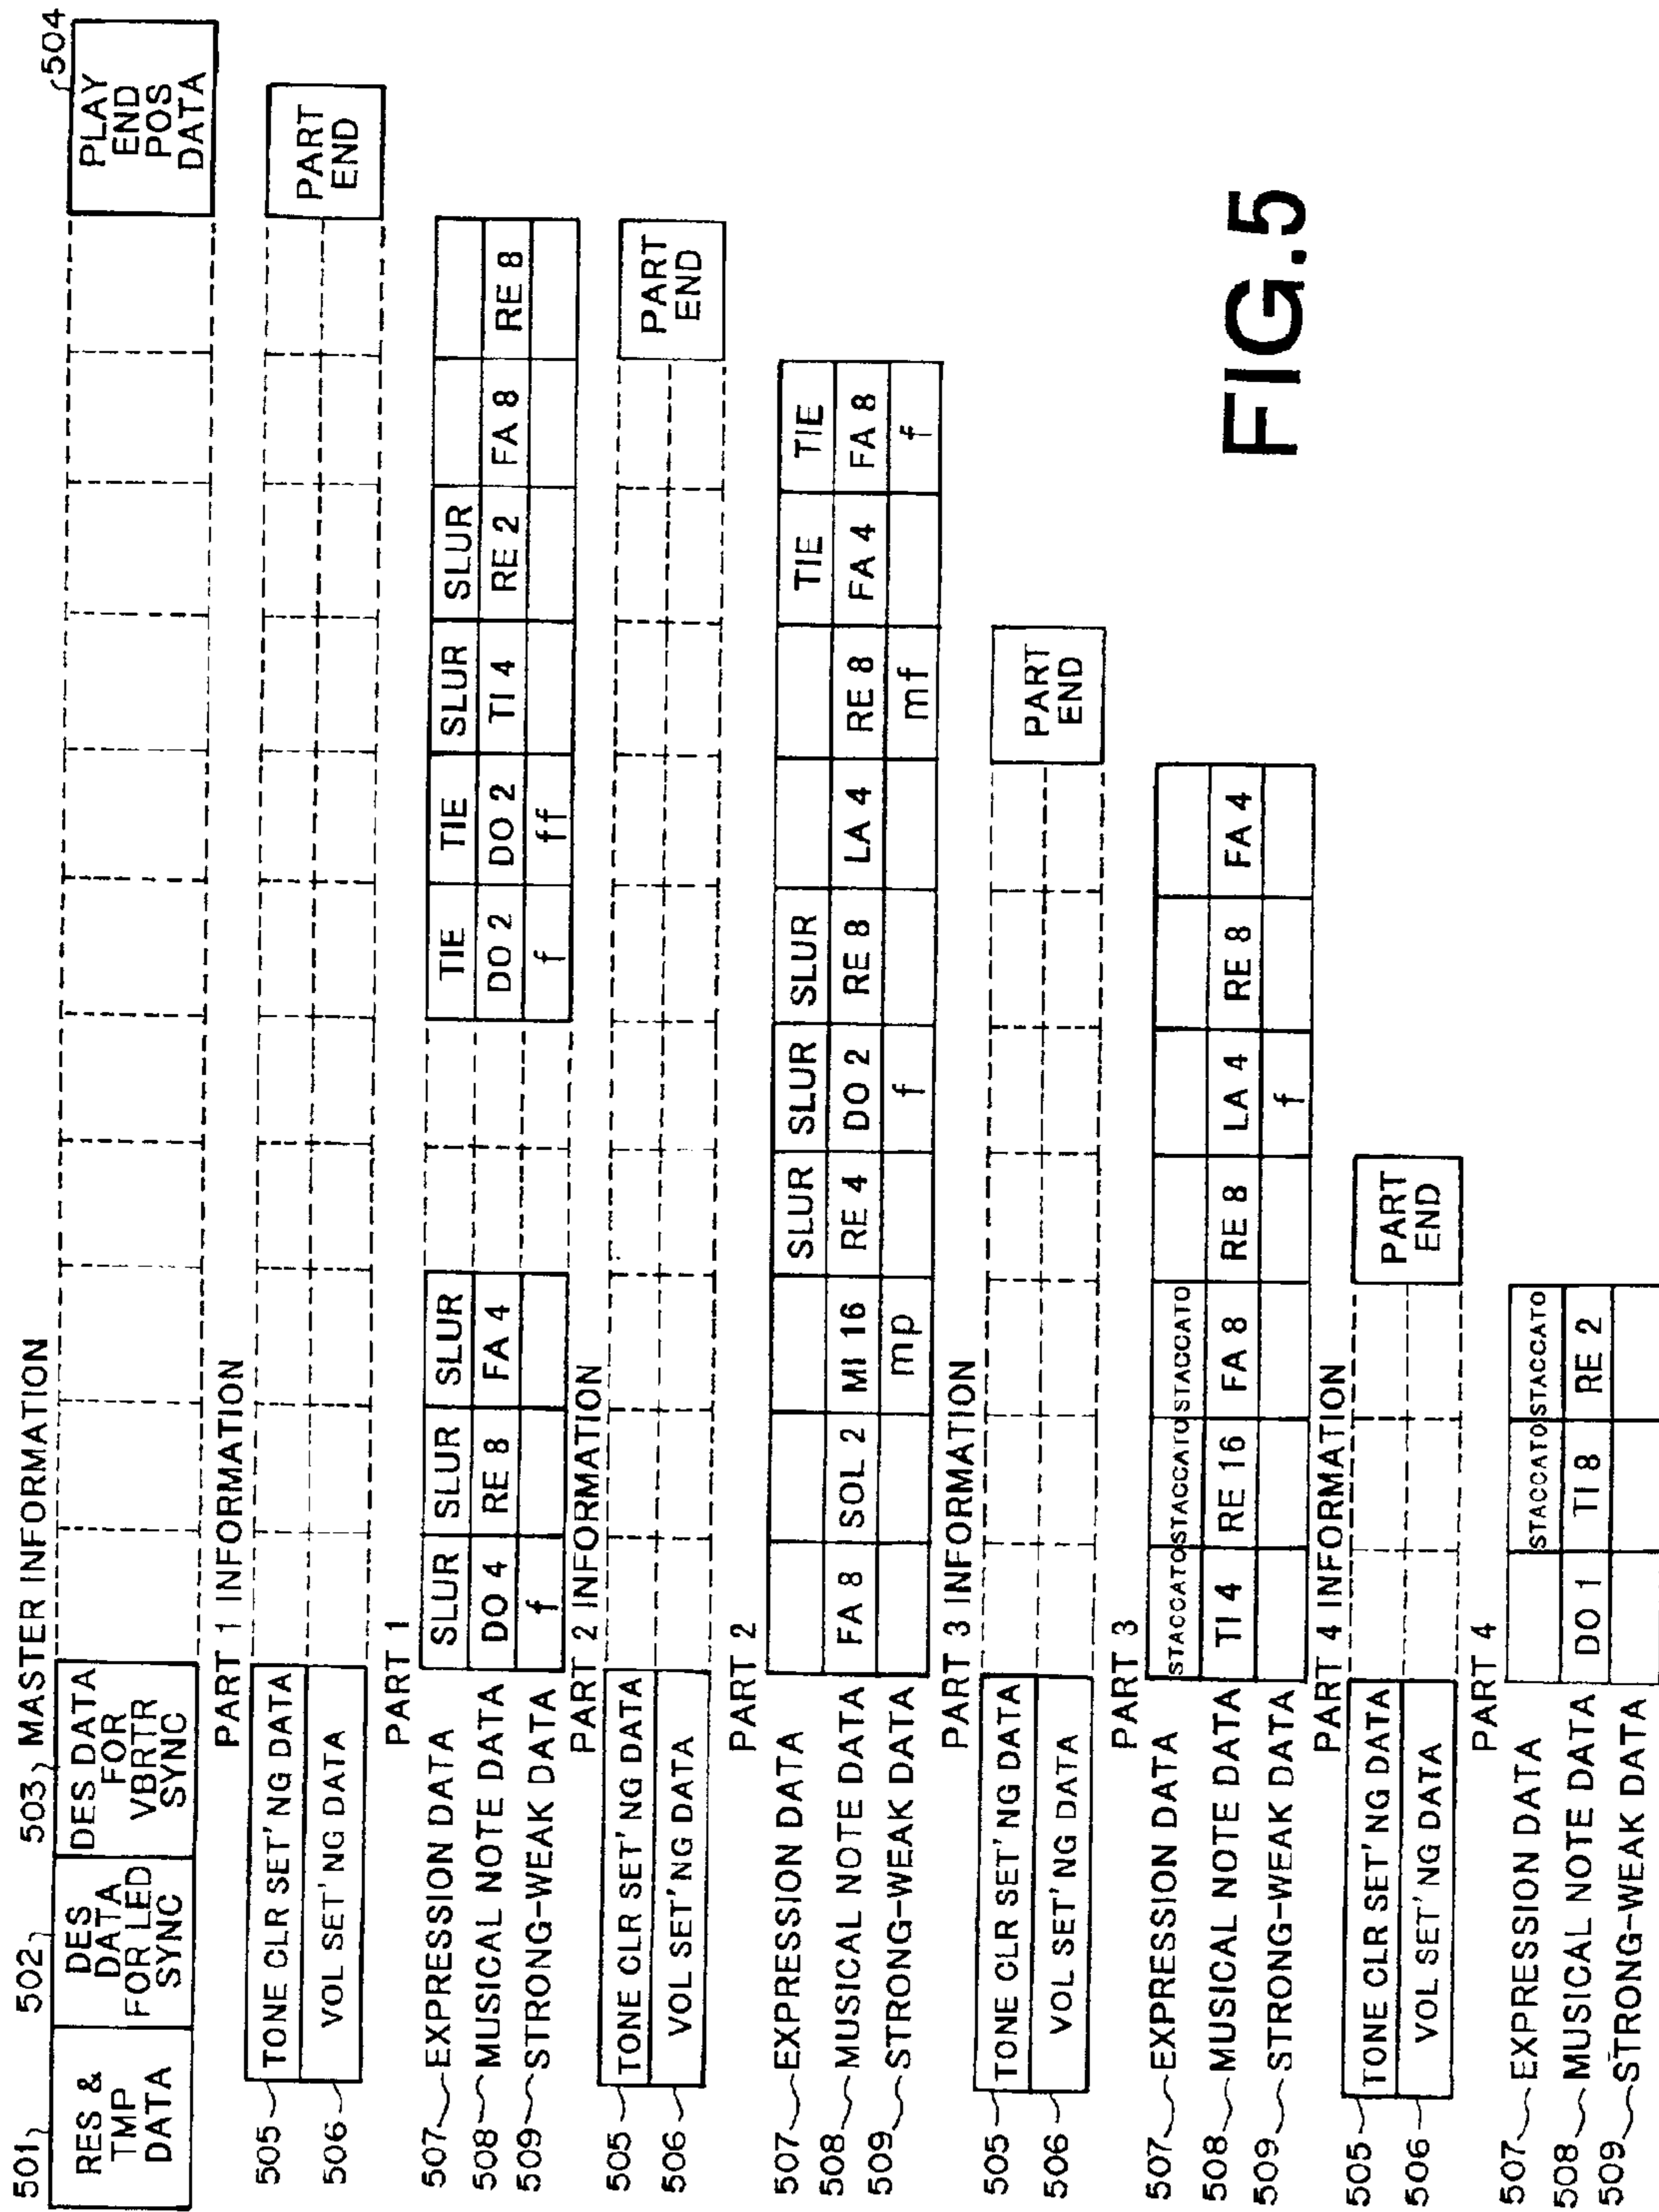 501 502 503 MASTER INFORMATION 504
RES & TMP DATA
DES DATA FOR LED SYNC
DES DATA FOR VBRTR SYNC
PLAY END POS DATA
PART 1 INFORMATION
505 TONE CLR SET'NG DATA
506 VOL SET'NG DATA
PART END
PART 1
507 EXPRESSION DATA SLUR SLUR SLUR TIE TIE SLUR SLUR
508 MUSICAL NOTE DATA DO 4 RE 8 FA 4 DO 2 DO 2 TI 4 RE 2 FA 8 RE 8
509 STRONG-WEAK DATA f f ff
PART 2 INFORMATION
505 TONE CLR SET'NG DATA
506 VOL SET'NG DATA
PART END
PART 2
507 EXPRESSION DATA SLUR SLUR SLUR TIE TIE
508 MUSICAL NOTE DATA FA 8 SOL 2 MI 16 RE 4 DO 2 RE 8 LA 4 RE 8 FA 4 FA 8
509 STRONG-WEAK DATA mp f mf f
PART 3 INFORMATION
505 TONE CLR SET'NG DATA
506 VOL SET'NG DATA
PART END
PART 3
507 EXPRESSION DATA STACCATO STACCATO STACCATO
508 MUSICAL NOTE DATA TI 4 RE 16 FA 8 RE 8 LA 4 RE 8 FA 4
509 STRONG-WEAK DATA f
PART 4 INFORMATION
505 TONE CLR SET'NG DATA
506 VOL SET'NG DATA
PART END
PART 4
507 EXPRESSION DATA STACCATO STACCATO
508 MUSICAL NOTE DATA DO 1 TI 8 RE 2
509 STRONG-WEAK DATA
FIG.5